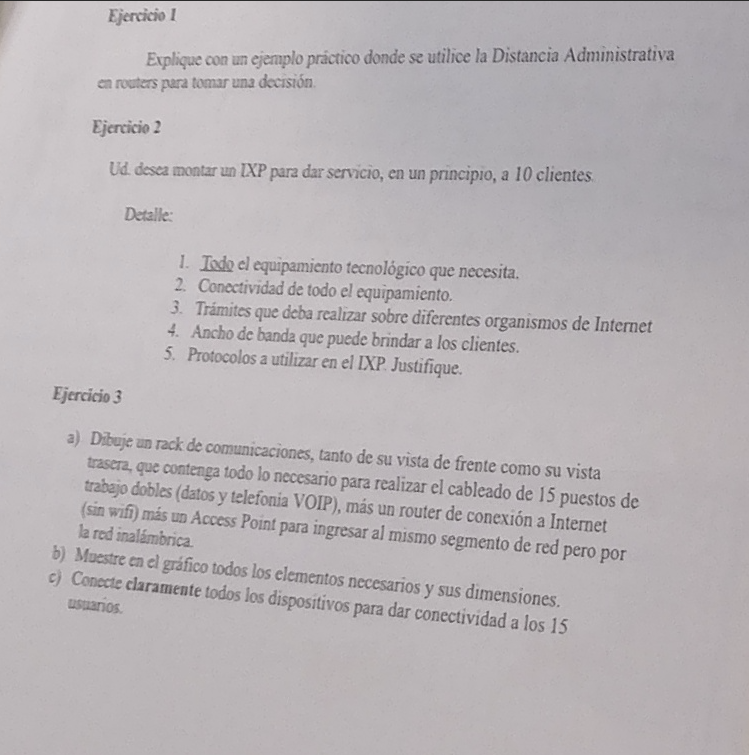 Ejercicio 1
Explique con un ejemplo práctico donde se utilice la Distancia Administrativa
en routers para tomar una decisión.
Ejercicio 2
Ud. desea montar un IXP para dar servicio, en un principio, a 10 clientes.
Detalle:
1. Todo el equipamiento tecnológico que necesita.
2. Conectividad de todo el equipamiento.
3. Trámites que deba realizar sobre diferentes organismos de Internet
4. Ancho de banda que puede brindar a los clientes.
5. Protocolos a utilizar en el IXP. Justifique.
Ejercicio 3
a) Dibuje un rack de comunicaciones, tanto de su vista de frente como su vista
trasera, que contenga todo lo necesario para realizar el cableado de 15 puestos de
trabajo dobles (datos y telefonía VOIP), más un router de conexión a Internet
(sin wifi) más un Access Point para ingresar al mismo segmento de red pero por
la red inalámbrica.
b) Muestre en el gráfico todos los elementos necesarios y sus dimensiones.
c) Conecte claramente todos los dispositivos para dar conectividad a los 15
usuarios.